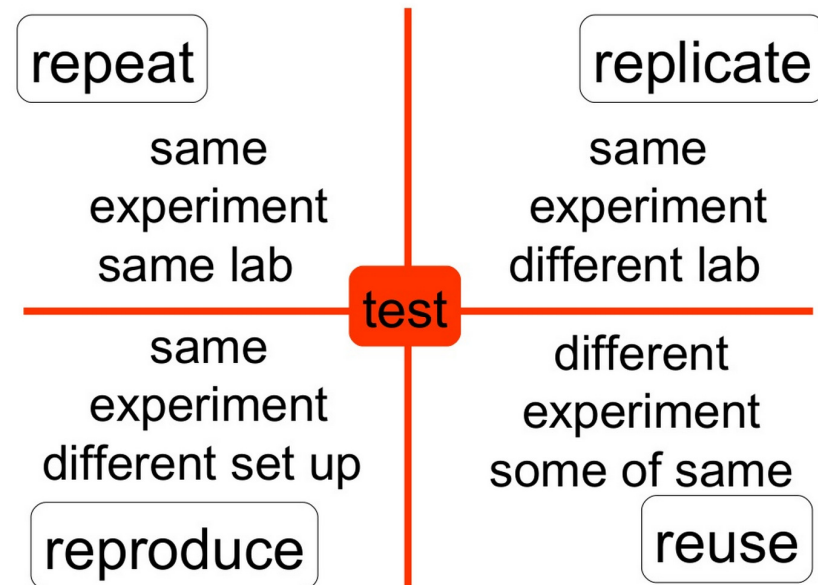 repeat
same
experiment
same lab
replicate
same
experiment
different lab
test
same
experiment
different set up
reproduce
different
experiment
some of same
reuse